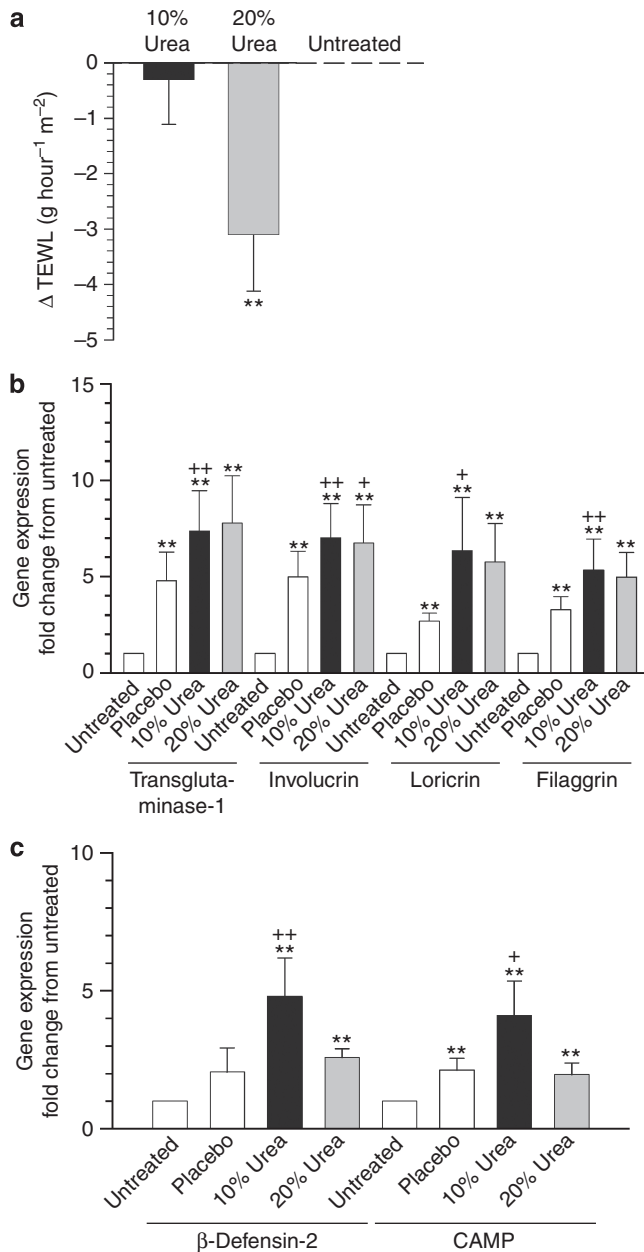 a
10% 20%
Urea Urea Untreated
0
–1
–2
–3
–4
–5
Δ TEWL (g hour⁻¹ m⁻²)
**
b
Gene expression
fold change from untreated
15
10
5
0
** ++ ** **
** ++ ** + **
** + ** **
** ++ ** **
Untreated Placebo 10% Urea 20% Urea Untreated Placebo 10% Urea 20% Urea Untreated Placebo 10% Urea 20% Urea Untreated Placebo 10% Urea 20% Urea
Transgluta- Involucrin Loricrin Filaggrin
minase-1
c
Gene expression
fold change from untreated
10
5
0
++ ** **
** + ** **
Untreated Placebo 10% Urea 20% Urea Untreated Placebo 10% Urea 20% Urea
β-Defensin-2 CAMP